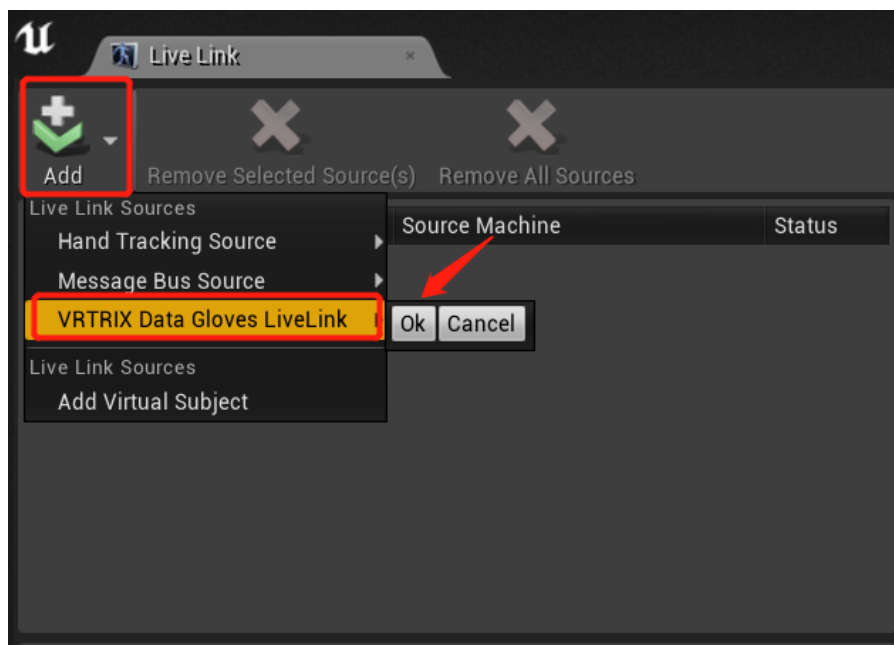 Live Link
Add
Remove Selected Source(s)
Remove All Sources
Live Link Sources
Source Machine
Status
Hand Tracking Source
Message Bus Source
VRTRIX Data Gloves LiveLink
Ok
Cancel
Live Link Sources
Add Virtual Subject